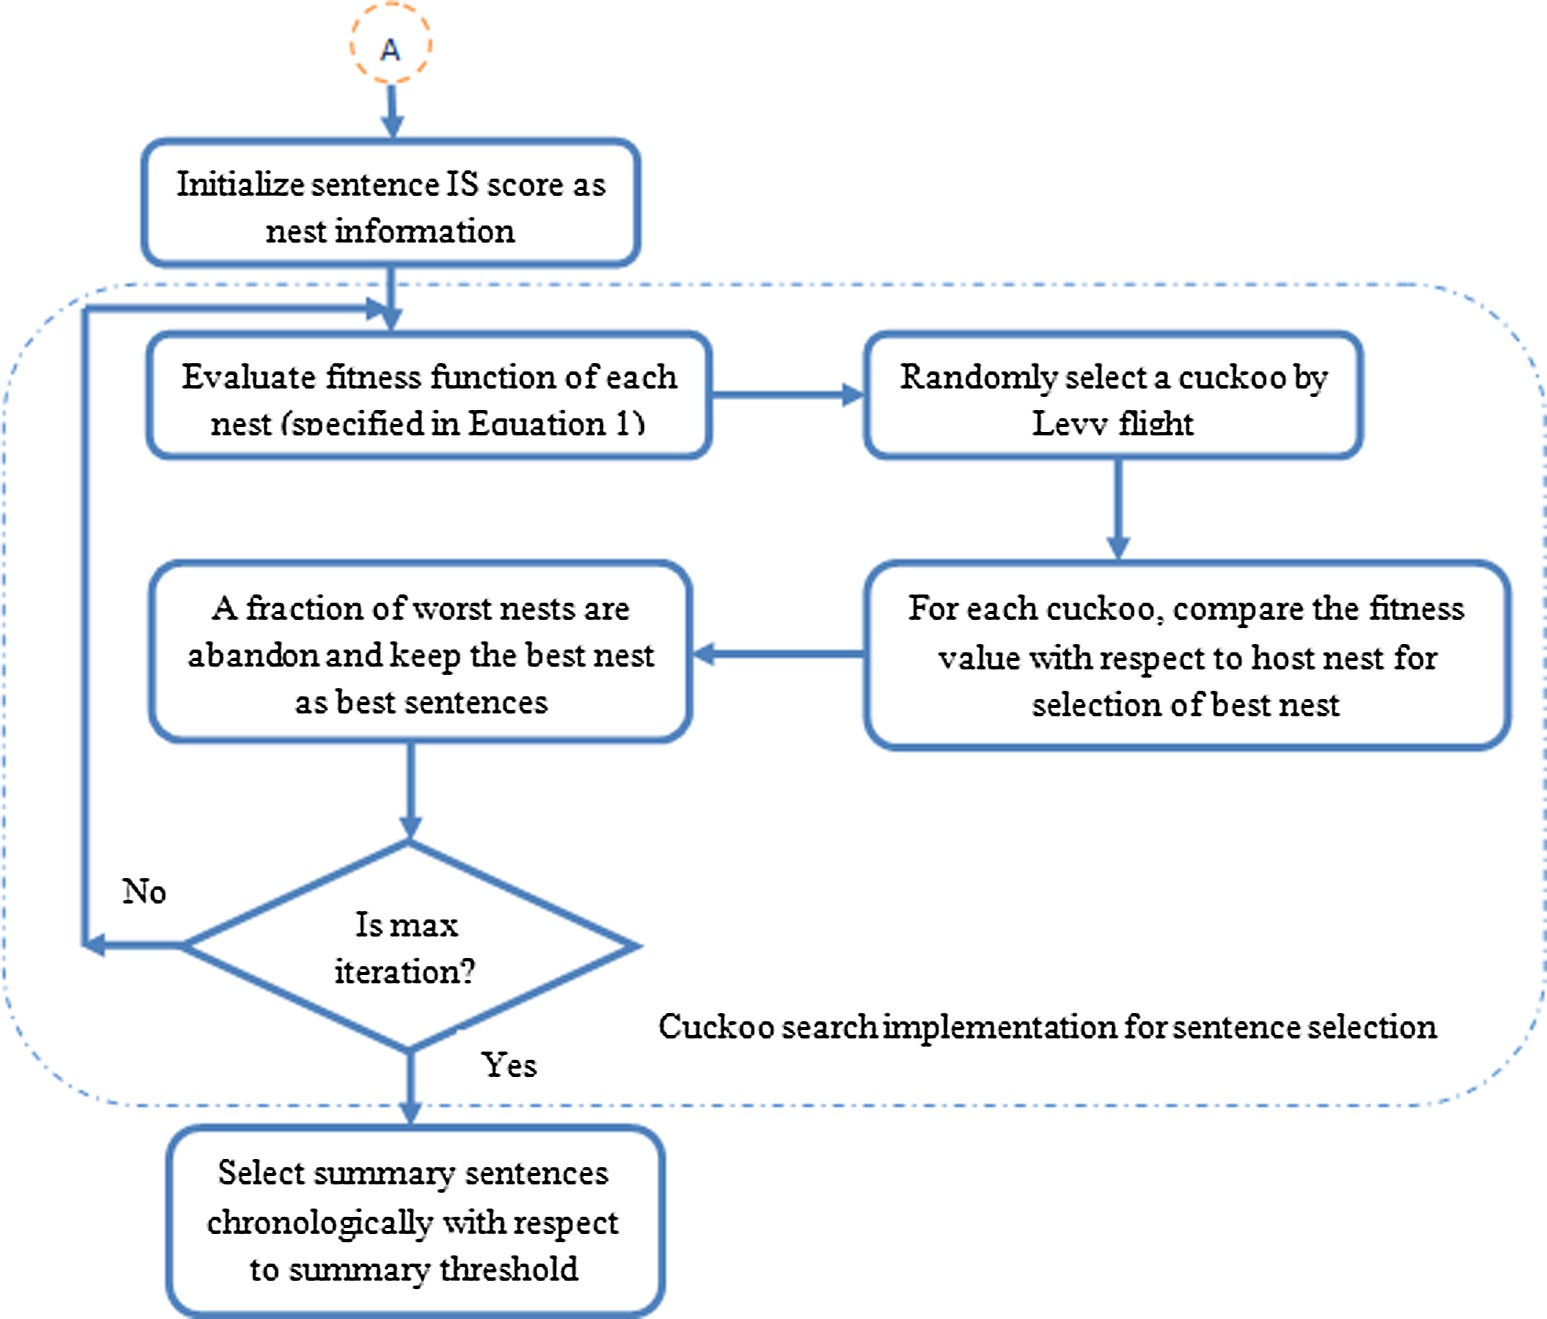 A
Initialize sentence IS score as
nest information
Evaluate fitness function of each
nest (specified in Equation 1)
Randomly select a cuckoo by
Levy flight
A fraction of worst nests are
abandon and keep the best nest
as best sentences
For each cuckoo, compare the fitness
value with respect to host nest for
selection of best nest
No
Is max
iteration?
Cuckoo search implementation for sentence selection
Yes
Select summary sentences
chronologically with respect
to summary threshold